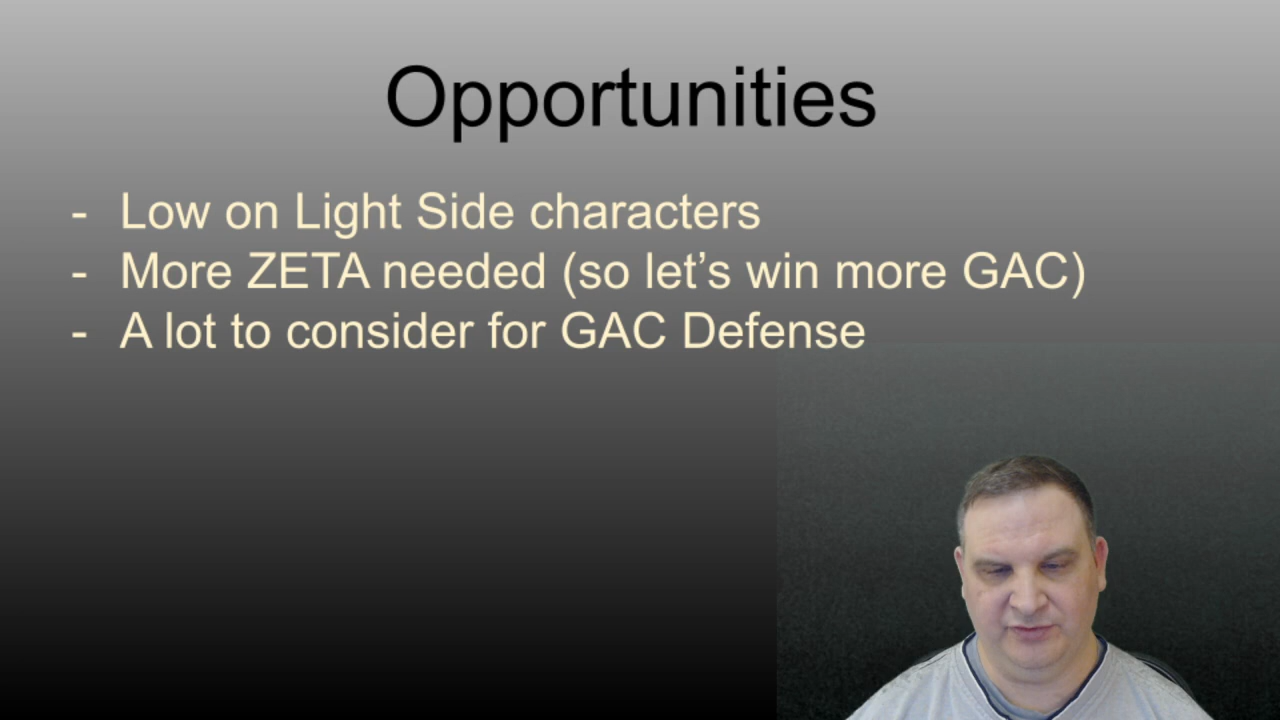 Opportunities
- Low on Light Side characters
- More ZETA needed (so let’s win more GAC)
- A lot to consider for GAC Defense